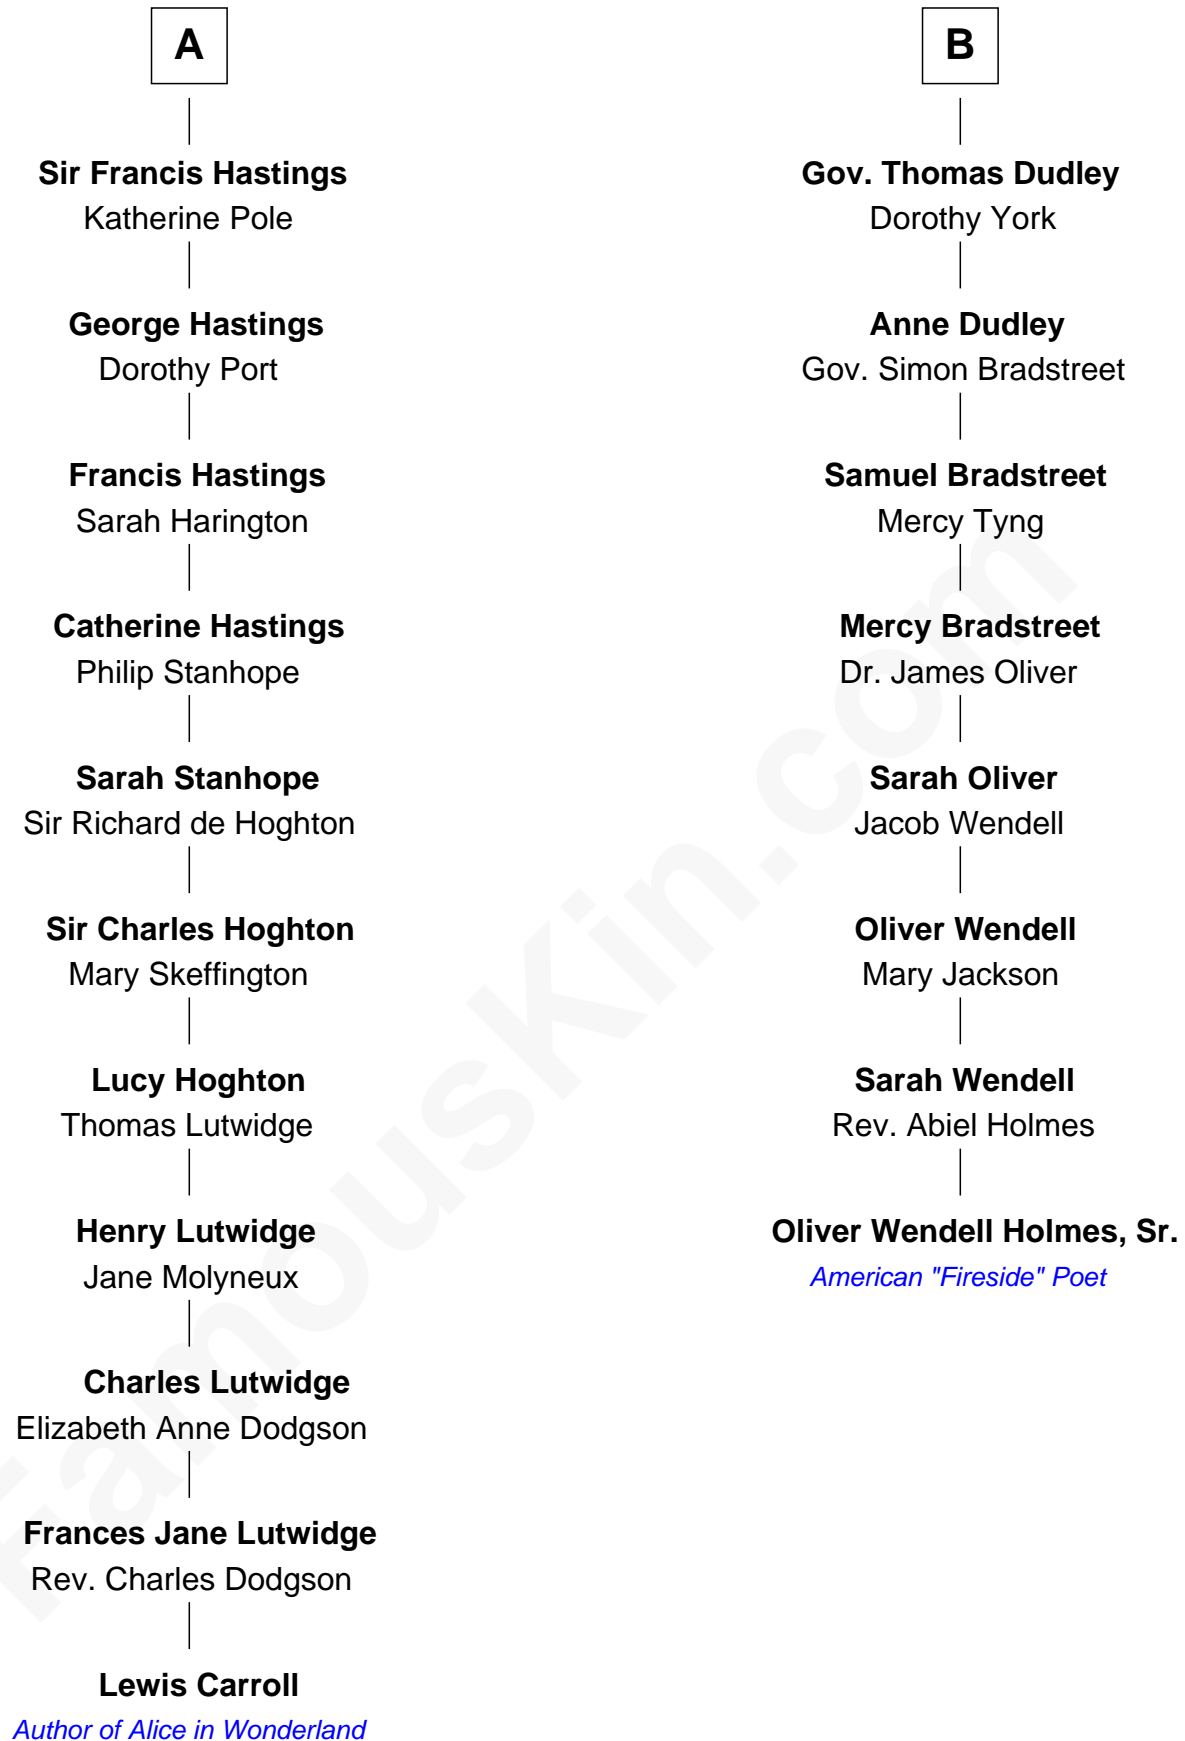 A
Sir Francis Hastings
Katherine Pole
George Hastings
Dorothy Port
Francis Hastings
Sarah Harington
Catherine Hastings
Philip Stanhope
Sarah Stanhope
Sir Richard de Hoghton
Sir Charles Hoghton
Mary Skeffington
Lucy Hoghton
Thomas Lutwidge
Henry Lutwidge
Jane Molyneux
Charles Lutwidge
Elizabeth Anne Dodgson
Frances Jane Lutwidge
Rev. Charles Dodgson
Lewis Carroll
Author of Alice in Wonderland
B
Gov. Thomas Dudley
Dorothy York
Anne Dudley
Gov. Simon Bradstreet
Samuel Bradstreet
Mercy Tyng
Mercy Bradstreet
Dr. James Oliver
Sarah Oliver
Jacob Wendell
Oliver Wendell
Mary Jackson
Sarah Wendell
Rev. Abiel Holmes
Oliver Wendell Holmes, Sr.
American "Fireside" Poet
FamousKin.com